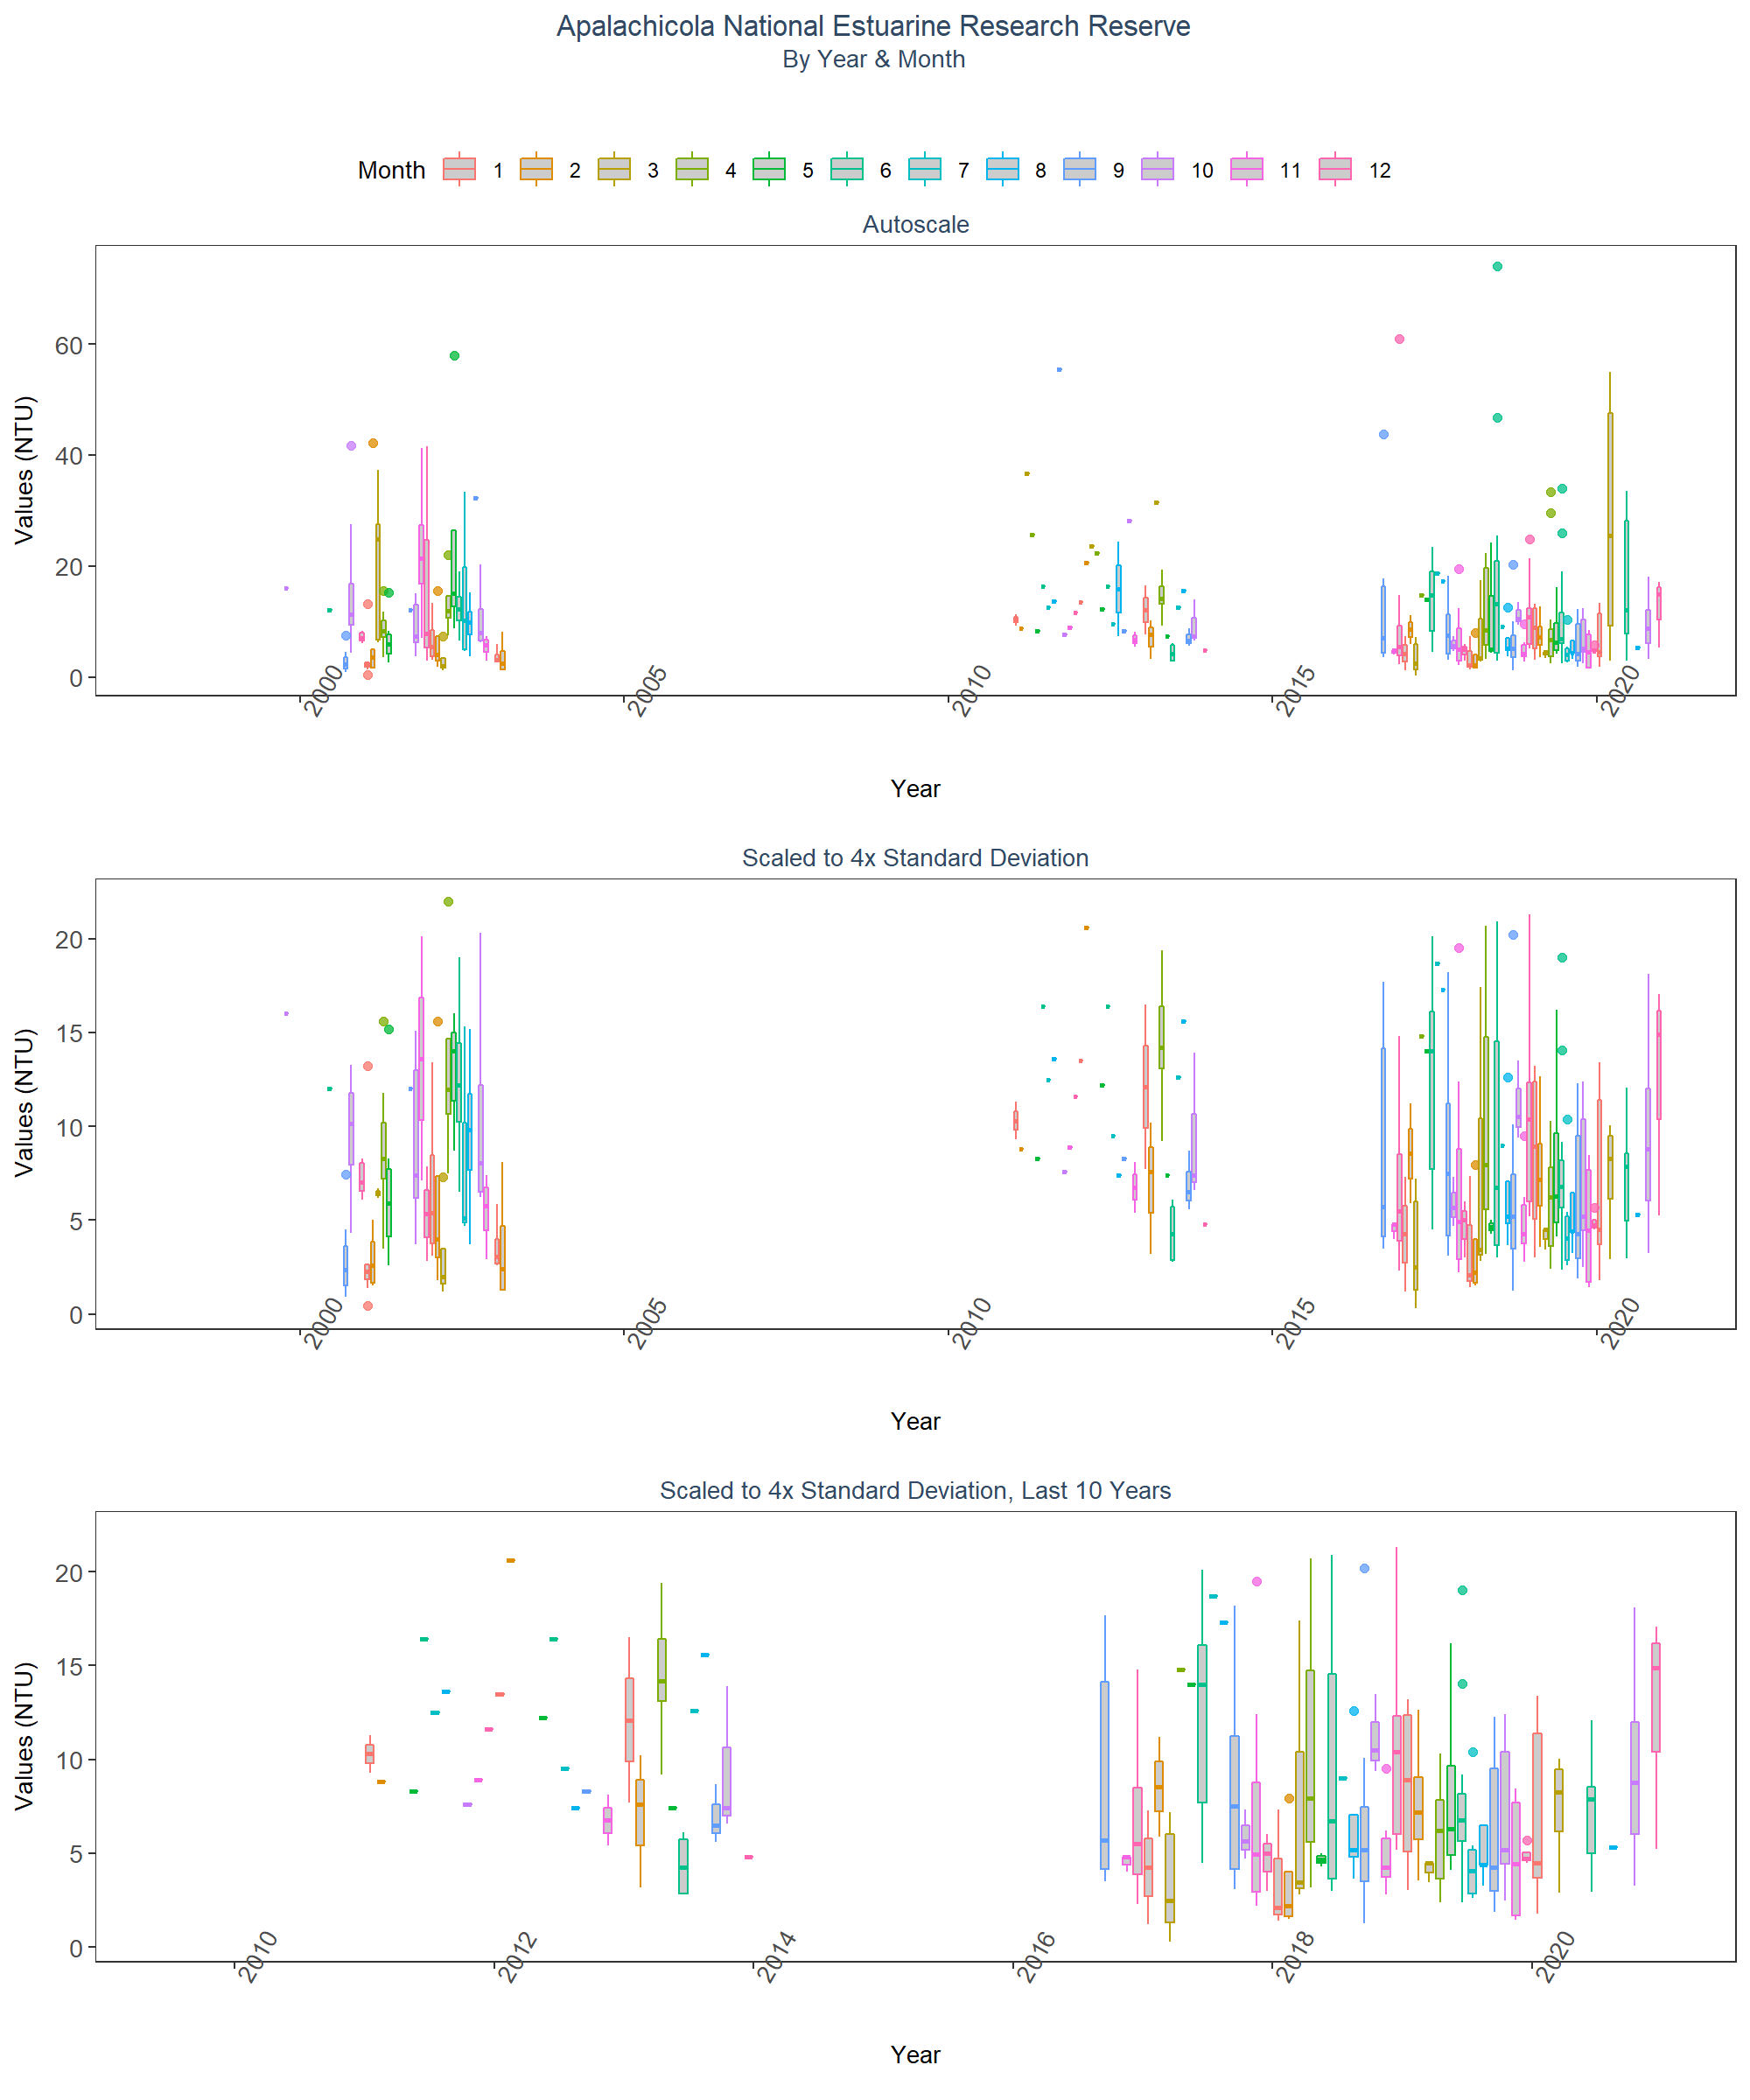 Apalachicola National Estuarine Research Reserve
By Year & Month
Month 1 2 3 4 5 6 7 8 9 10 11 12
Autoscale
Values (NTU)
60
40
20
0
2000 2005 2010 2015 2020
Year
Scaled to 4x Standard Deviation
Values (NTU)
20
15
10
5
0
2000 2005 2010 2015 2020
Year
Scaled to 4x Standard Deviation, Last 10 Years
Values (NTU)
20
15
10
5
0
2010 2012 2014 2016 2018 2020
Year